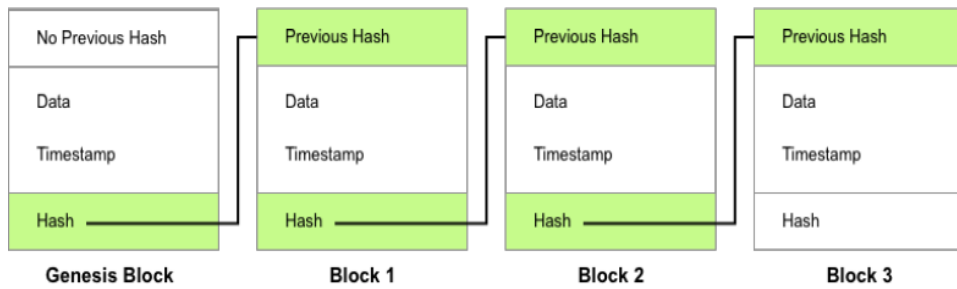 No Previous Hash
Data
Timestamp
Hash
Genesis Block
Previous Hash
Data
Timestamp
Hash
Block 1
Previous Hash
Data
Timestamp
Hash
Block 2
Previous Hash
Data
Timestamp
Hash
Block 3